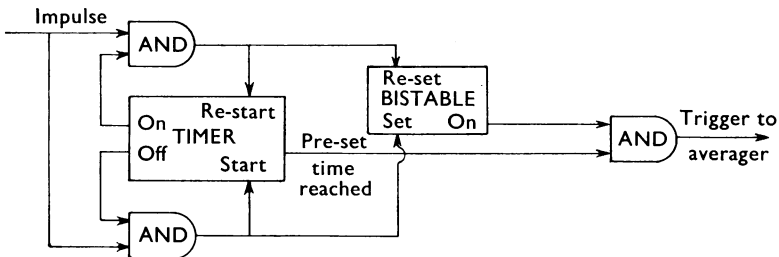 Impulse
AND
Re-set
BISTABLE
Set On
Re-start
On
TIMER
Off
Start
Pre-set
time
reached
AND
Trigger to
averager
AND